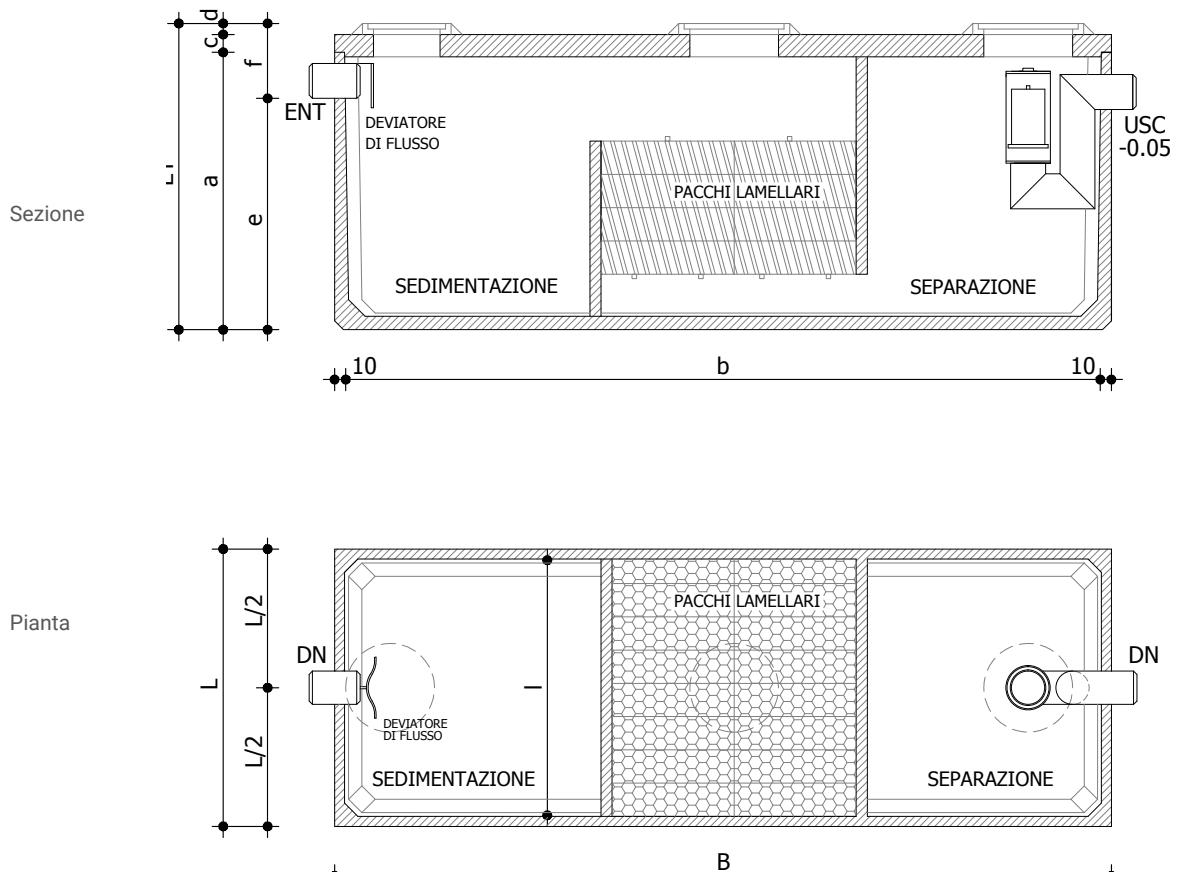 d
c
f
ENT
DEVIATORE
DI FLUSSO
USC
-0.05
a
PACCHI LAMELLARI
Sezione
e
SEDIMENTAZIONE
SEPARAZIONE
10
b
10
L/2
PACCHI LAMELLARI
Pianta
DN
DN
L
l
DEVIATORE
DI FLUSSO
L/2
SEDIMENTAZIONE
SEPARAZIONE
B